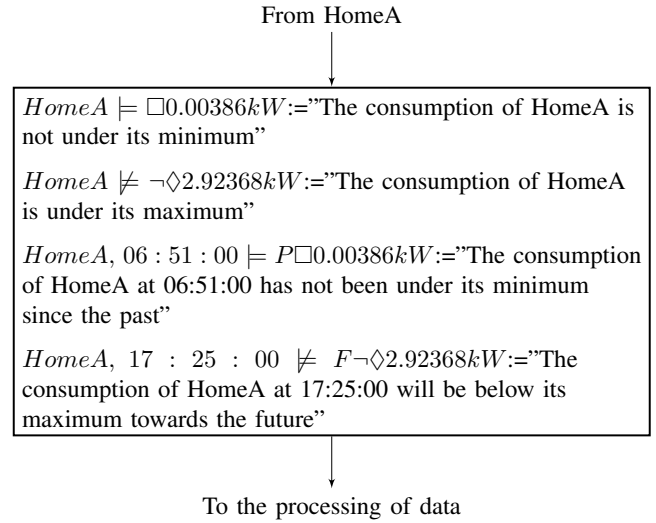 From HomeA
HomeA ⊨ □0.00386kW:=”The consumption of HomeA is
not under its minimum”
HomeA ⊭ ¬◊2.92368kW:=”The consumption of HomeA
is under its maximum”
HomeA, 06 : 51 : 00 ⊨ P□0.00386kW:=”The consumption
of HomeA at 06:51:00 has not been under its minimum
since the past”
HomeA, 17 : 25 : 00 ⊭ F¬◊2.92368kW:=”The
consumption of HomeA at 17:25:00 will be below its
maximum towards the future”
To the processing of data